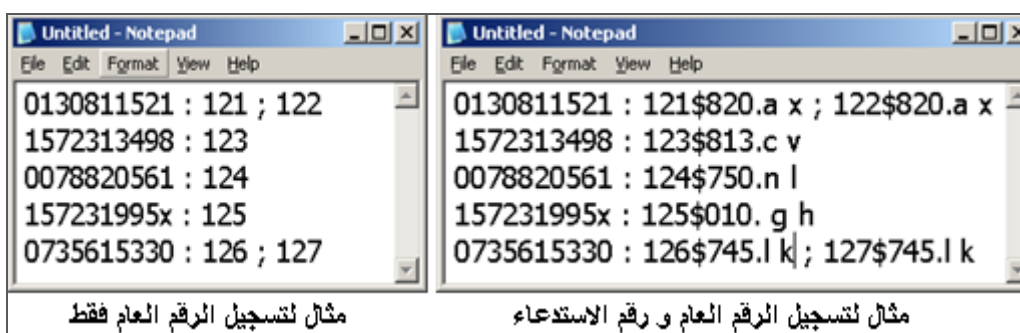 Untitled - Notepad
File Edit Format View Help
0130811521 : 121 ; 122
1572313498 : 123
0078820561 : 124
157231995x : 125
0735615330 : 126 ; 127
مثال لتسجيل الرقم العام فقط
Untitled - Notepad
File Edit Format View Help
0130811521 : 121$820.a x ; 122$820.a x
1572313498 : 123$813.c v
0078820561 : 124$750.n l
157231995x : 125$010. g h
0735615330 : 126$745.l k ; 127$745.l k
مثال لتسجيل الرقم العام و رقم الاستدعاء